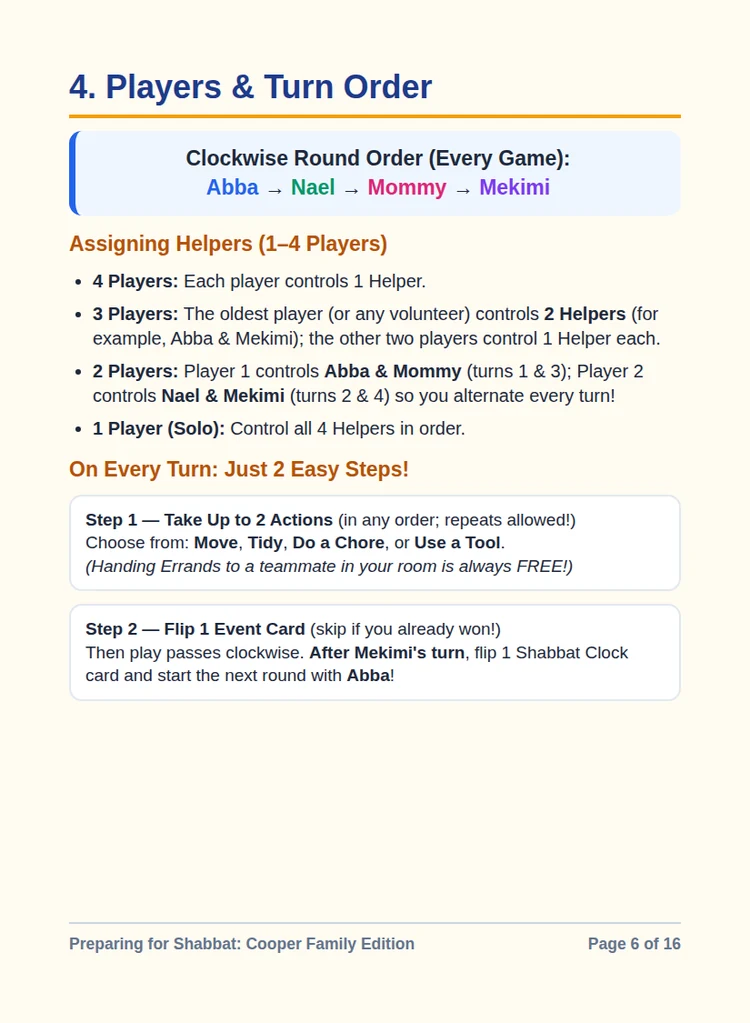 4. Players & Turn Order
Clockwise Round Order (Every Game):
Abba → Nael → Mommy → Mekimi
Assigning Helpers (1–4 Players)
• 4 Players: Each player controls 1 Helper.
• 3 Players: The oldest player (or any volunteer) controls 2 Helpers (for
example, Abba & Mekimi); the other two players control 1 Helper each.
• 2 Players: Player 1 controls Abba & Mommy (turns 1 & 3); Player 2
controls Nael & Mekimi (turns 2 & 4) so you alternate every turn!
• 1 Player (Solo): Control all 4 Helpers in order.
On Every Turn: Just 2 Easy Steps!
Step 1 — Take Up to 2 Actions (in any order; repeats allowed!)
Choose from: Move, Tidy, Do a Chore, or Use a Tool.
(Handing Errands to a teammate in your room is always FREE!)
Step 2 — Flip 1 Event Card (skip if you already won!)
Then play passes clockwise. After Mekimi's turn, flip 1 Shabbat Clock
card and start the next round with Abba!
Preparing for Shabbat: Cooper Family Edition
Page 6 of 16